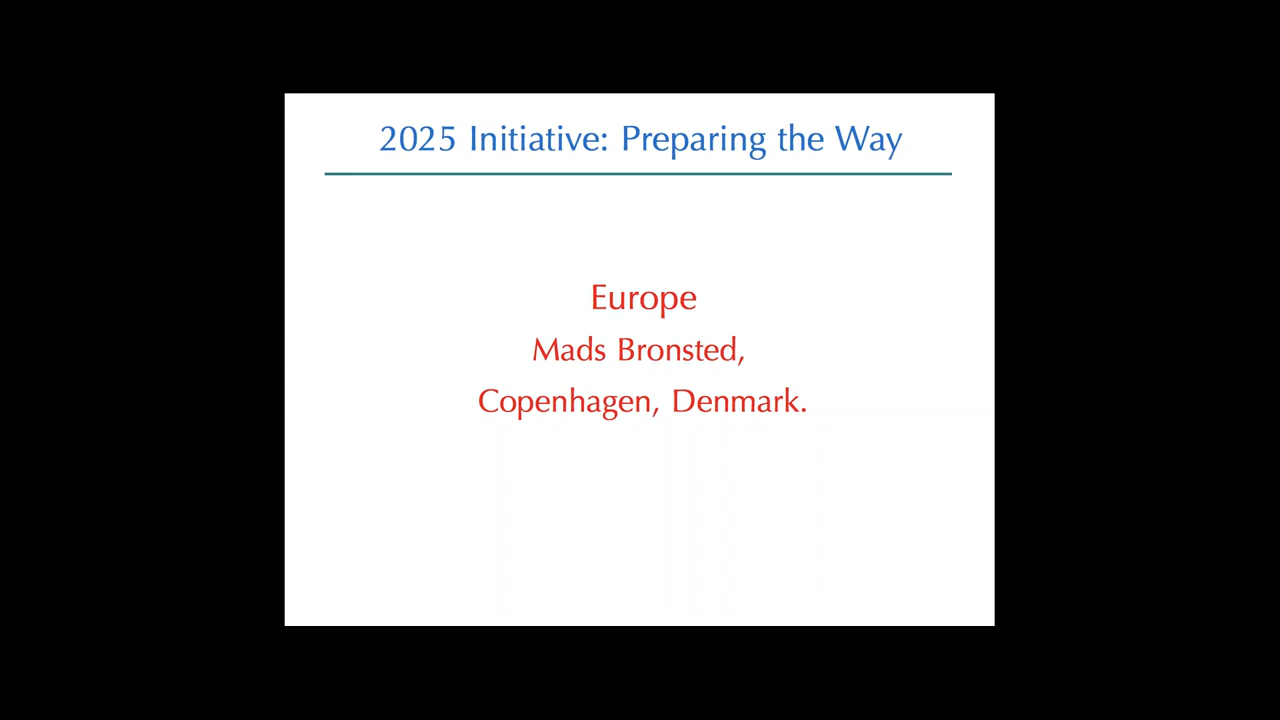 2025 Initiative: Preparing the Way
Europe
Mads Bronsted,
Copenhagen, Denmark.